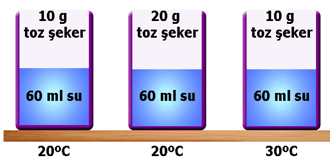 10 g
toz şeker
60 ml su
20ºC
20 g
toz şeker
60 ml su
20ºC
10 g
toz şeker
60 ml su
30ºC